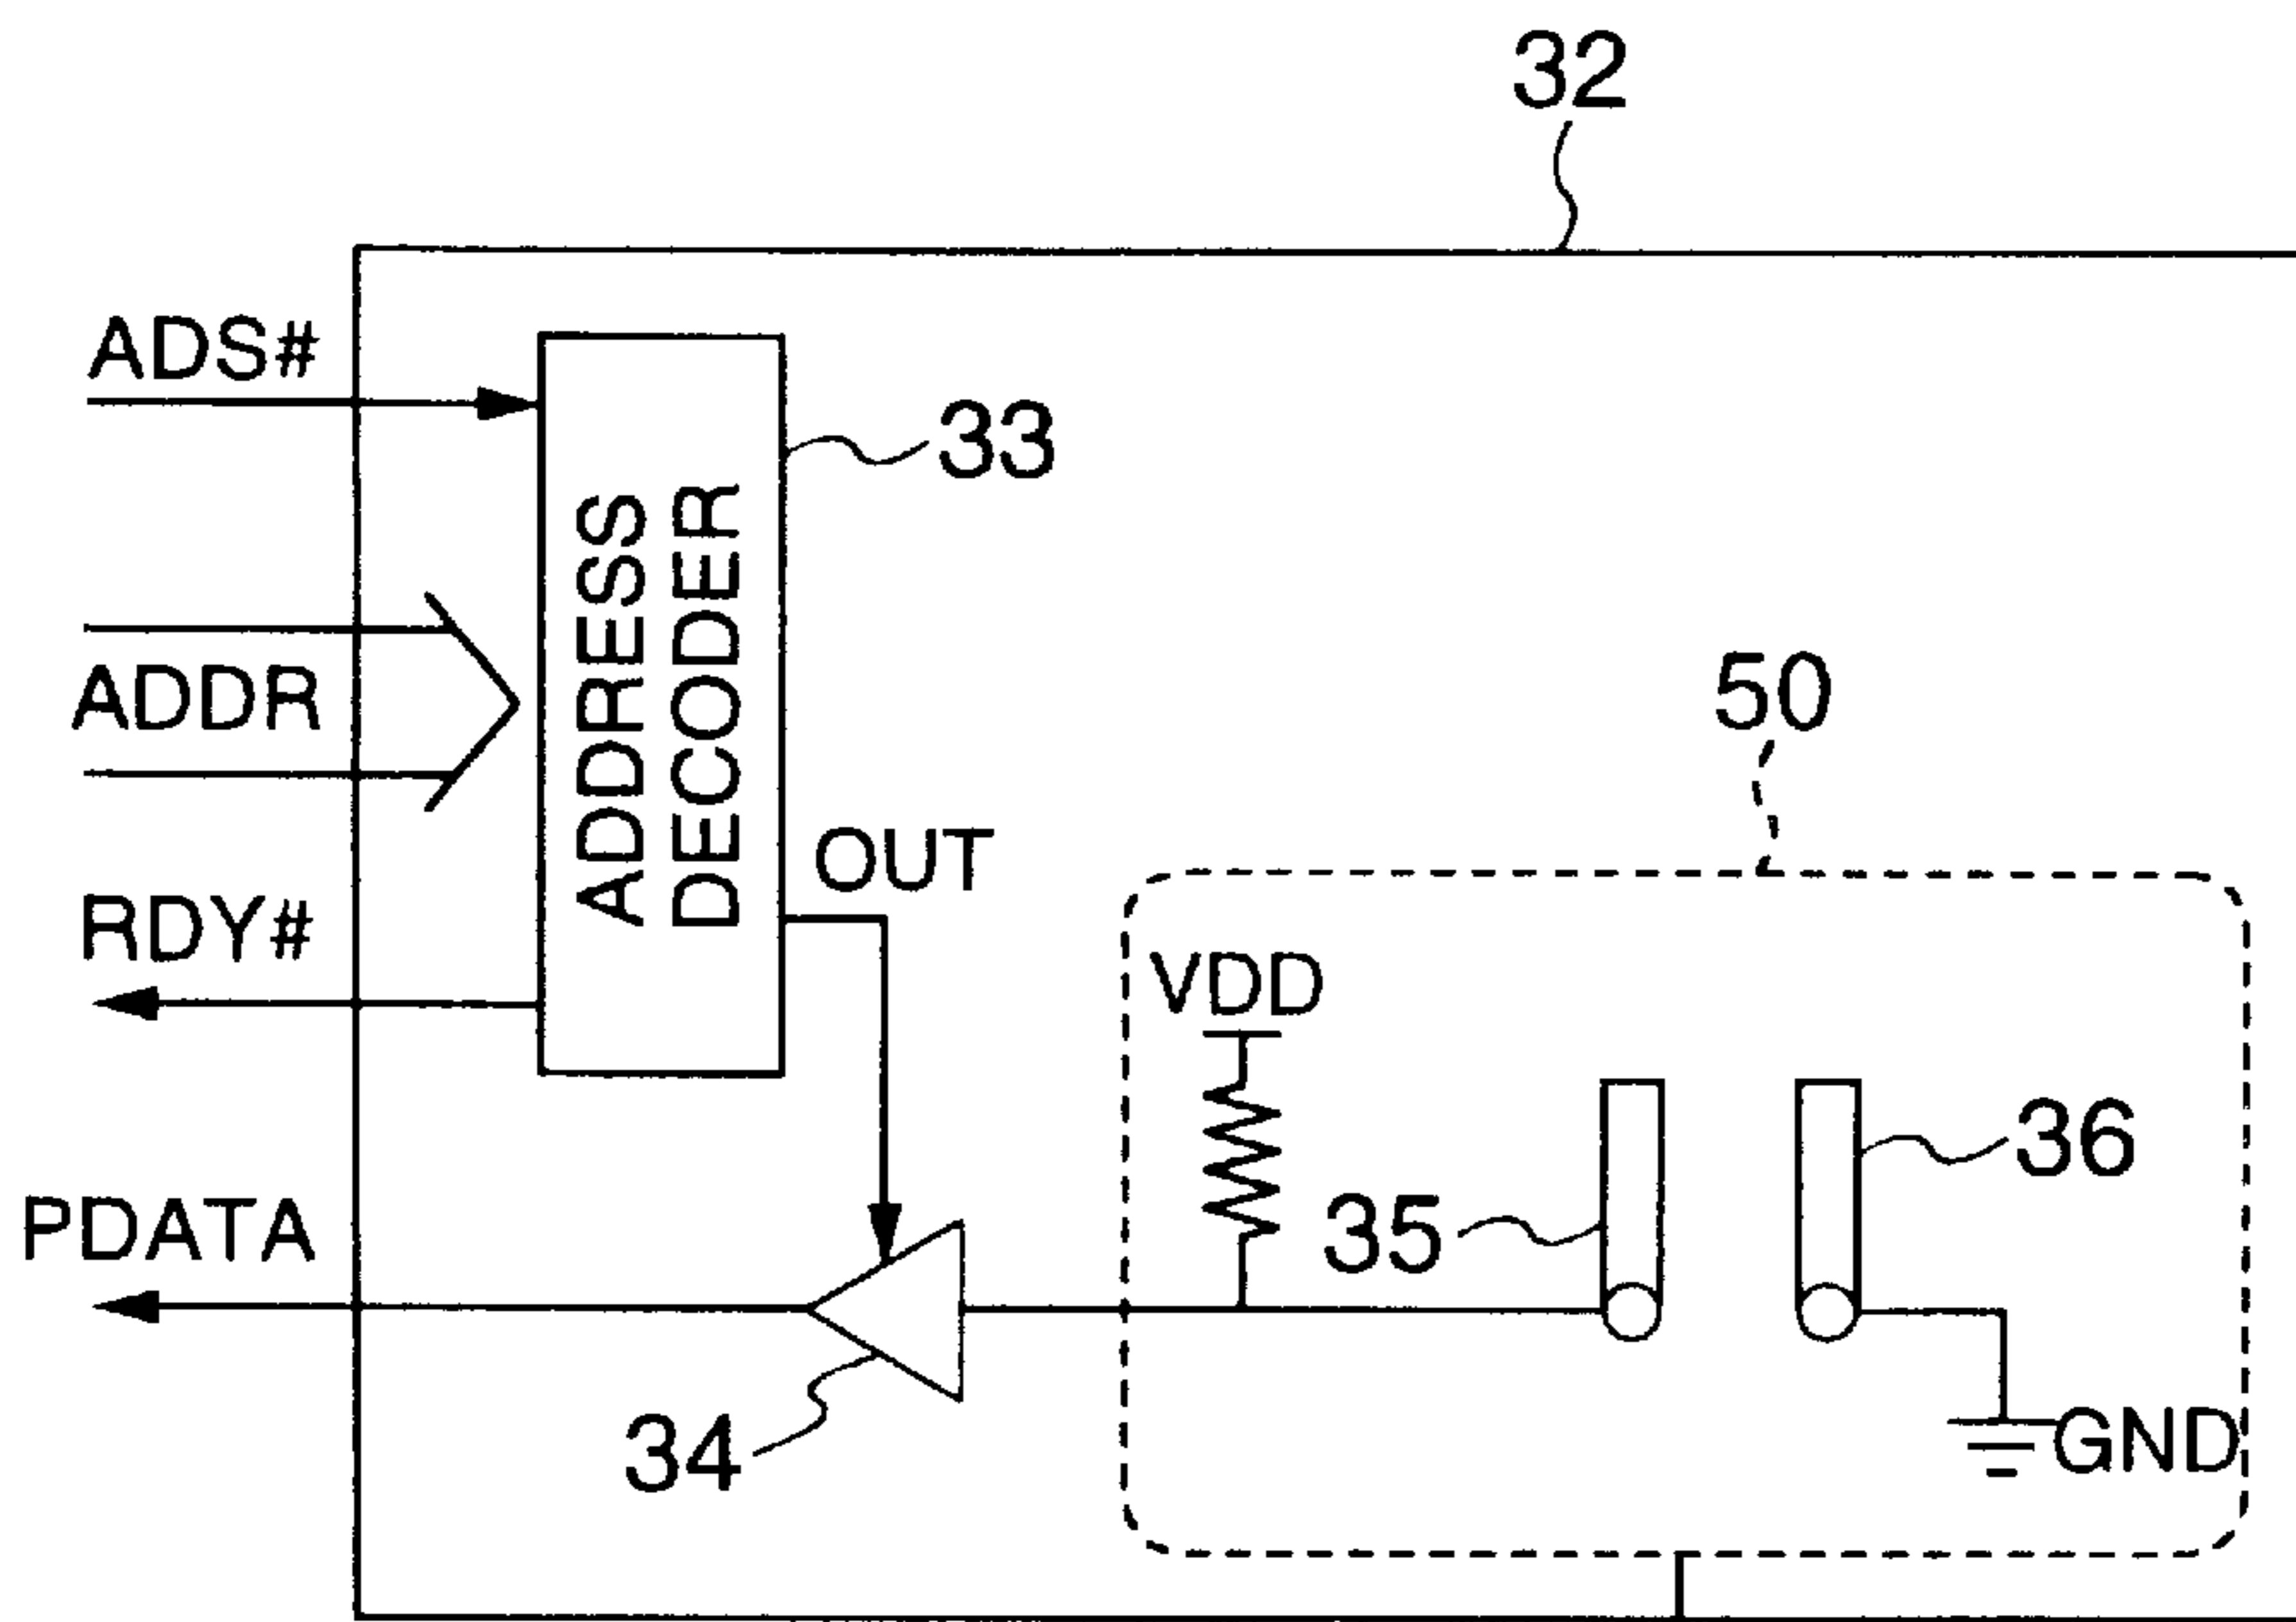 32
ADS#
33
ADDRESS
DECODER
ADDR
50
OUT
RDY#
VDD
36
35
PDATA
34
GND